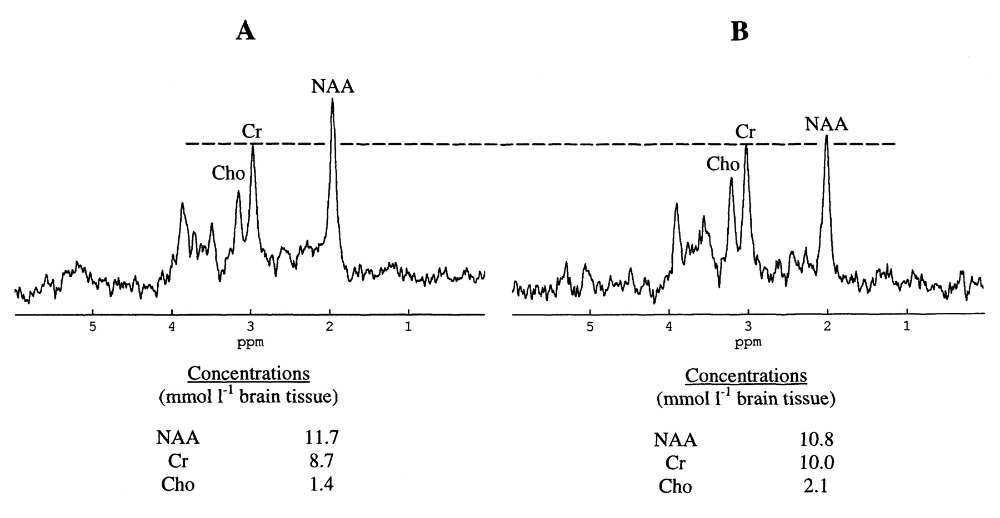 A
NAA
Cr
Cho
5 4 3 2 1
ppm
Concentrations
(mmol l⁻¹ brain tissue)
NAA 11.7
Cr 8.7
Cho 1.4
B
NAA
Cr
Cho
5 4 3 2 1
ppm
Concentrations
(mmol l⁻¹ brain tissue)
NAA 10.8
Cr 10.0
Cho 2.1